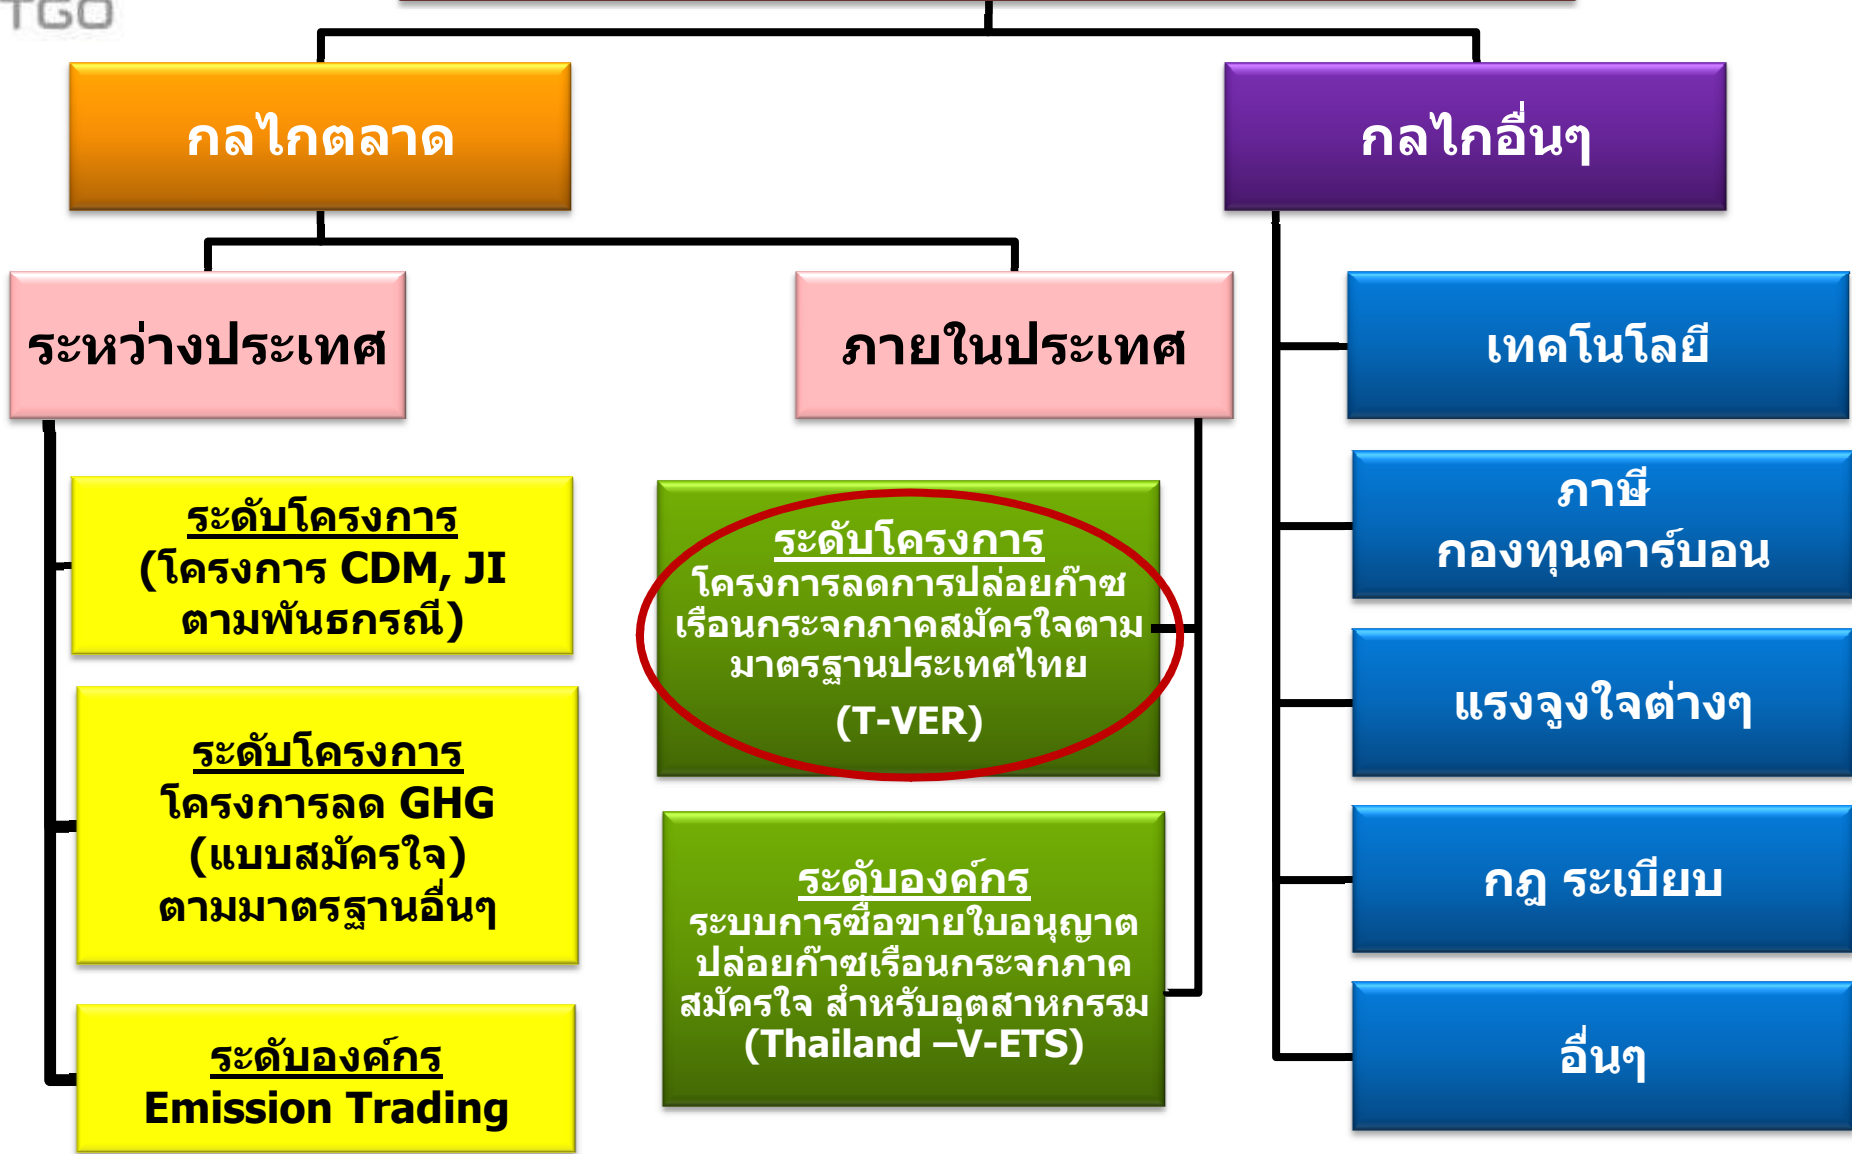 TGO
กลไกตลาด
กลไกอื่นๆ
ระหว่างประเทศ
ภายในประเทศ
ระดับโครงการ
(โครงการ CDM, JI
ตามพันธกรณี)
ระดับโครงการ
โครงการลด GHG
(แบบสมัครใจ)
ตามมาตรฐานอื่นๆ
ระดับองค์กร
Emission Trading
ระดับโครงการ
โครงการลดการปล่อยก๊าซ
เรือนกระจกภาคสมัครใจตาม
มาตรฐานประเทศไทย
(T-VER)
ระดับองค์กร
ระบบการซื้อขายใบอนุญาต
ปล่อยก๊าซเรือนกระจกภาค
สมัครใจ สำหรับอุตสาหกรรม
(Thailand –V-ETS)
เทคโนโลยี
ภาษี
กองทุนคาร์บอน
แรงจูงใจต่างๆ
กฎ ระเบียบ
อื่นๆ